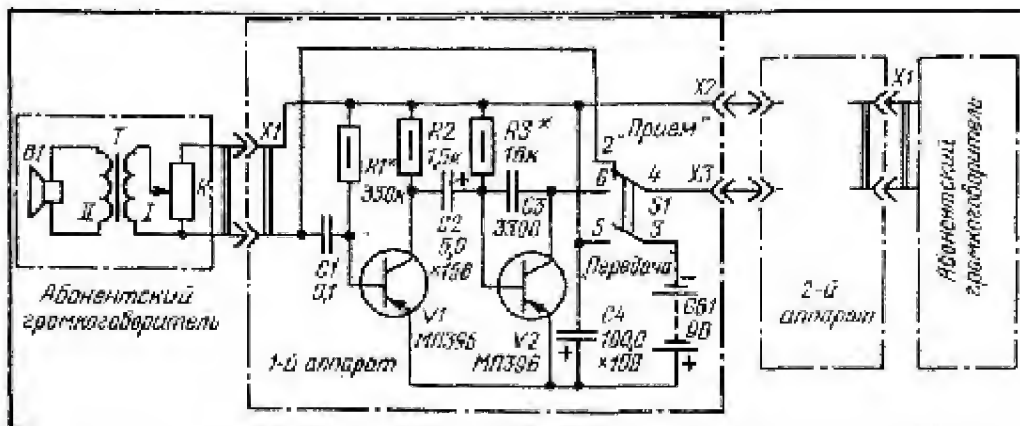 B1
T
II
I
R
X1
Абонентский
громкоговоритель
R1*
330к
R2
1,5к
R3*
16к
C1
0,1
C2
5,0
×15В
C3
3300
V1
МП39Б
V2
МП39Б
1-й аппарат
2
„Прием"
6
4
S1
5
3
Передача
C4
100,0
×10В
GB1
9В
X2
X3
2-й
аппарат
X1
Абонентский
громкоговоритель